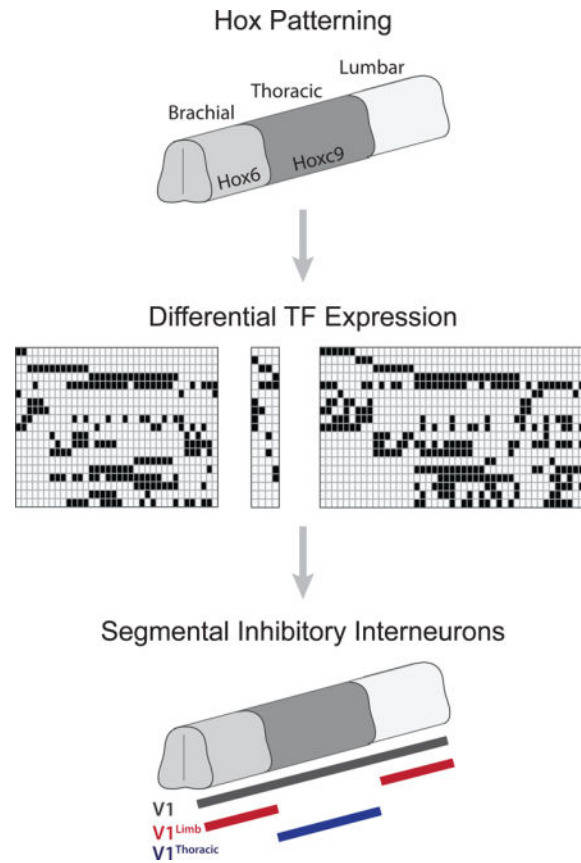 Hox Patterning
Lumbar
Thoracic
Brachial
Hoxc9
Hox6
Differential TF Expression
Segmental Inhibitory Interneurons
V1
V1Limb
V1Thoracic